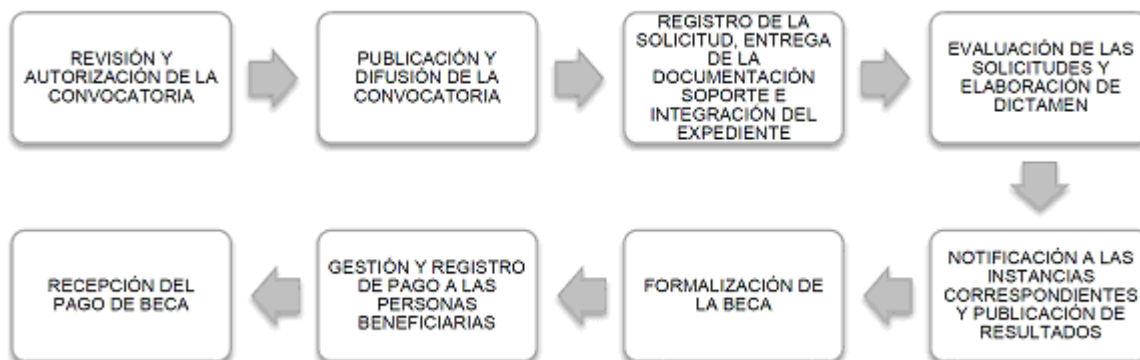 REVISIÓN Y
AUTORIZACIÓN DE LA
CONVOCATORIA
PUBLICACIÓN Y
DIFUSIÓN DE LA
CONVOCATORIA
REGISTRO DE LA
SOLICITUD, ENTREGA
DE LA
DOCUMENTACIÓN
SOPORTE E
INTEGRACIÓN DEL
EXPEDIENTE
EVALUACIÓN DE LAS
SOLICITUDES Y
ELABORACIÓN DE
DICTAMEN
NOTIFICACIÓN A LAS
INSTANCIAS
CORRESPONDIENTES
Y PUBLICACIÓN DE
RESULTADOS
FORMALIZACIÓN DE
LA BECA
GESTIÓN Y REGISTRO
DE PAGO A LAS
PERSONAS
BENEFICIARIAS
RECEPCIÓN DEL
PAGO DE BECA